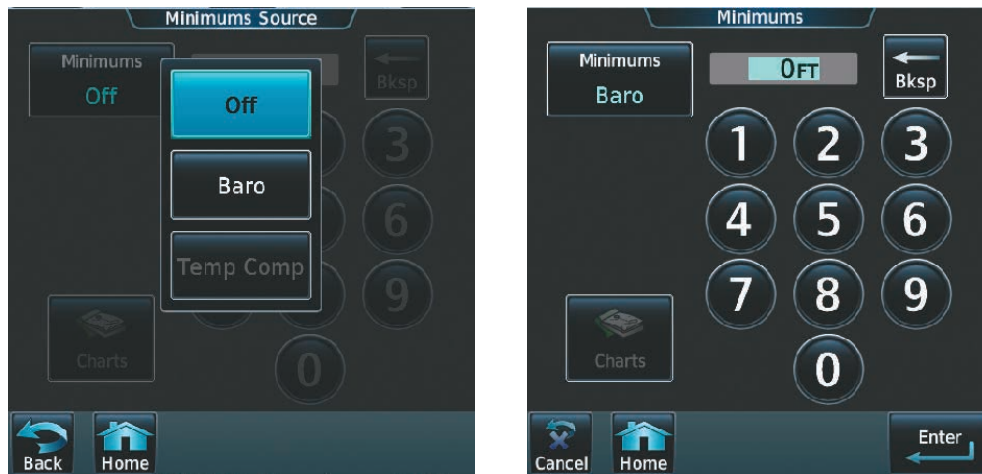 Minimums Source
Minimums
Off
Bksp
Off
3
Baro
6
Temp Comp
9
Charts
0
Back
Home
Minimums
Minimums
Baro
0FT
Bksp
1 2 3
4 5 6
7 8 9
Charts
0
Cancel
Home
Enter